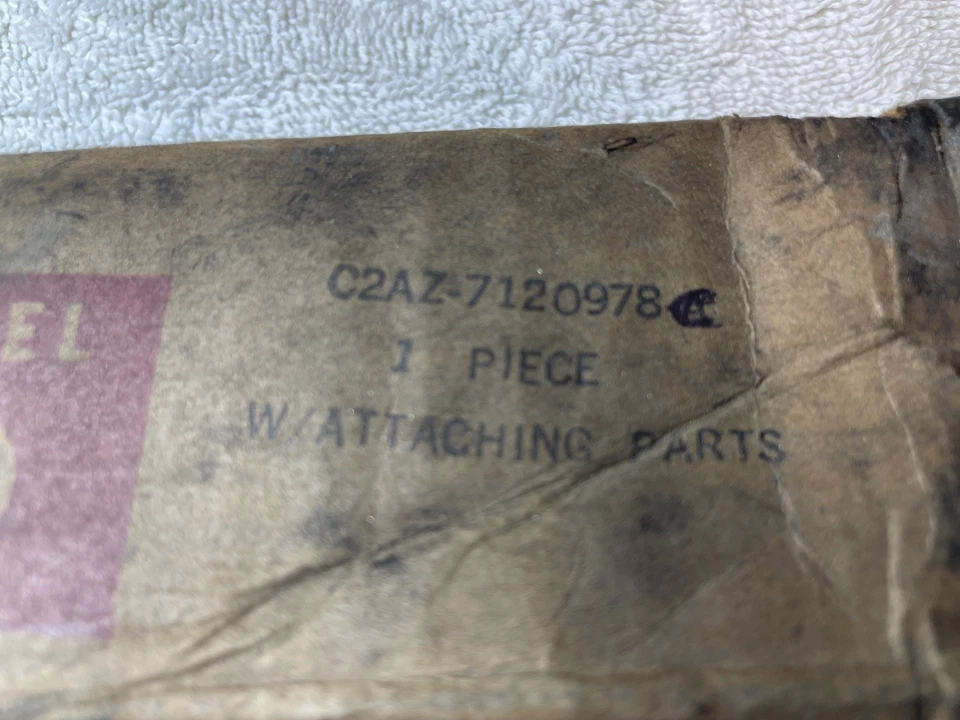 C2AZ-7120978
1 PIECE
W/ATTACHING PARTS